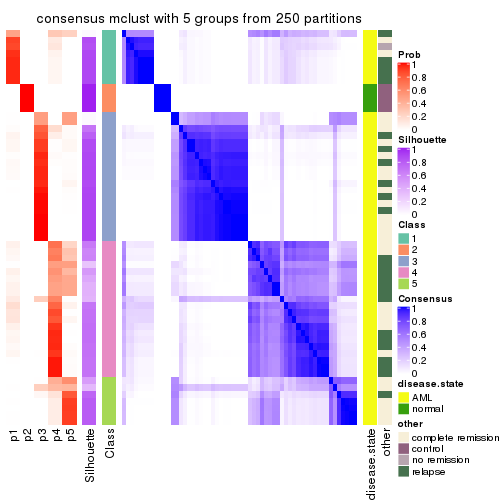 consensus mclust with 5 groups from 250 partitions
Prob
1
0.8
0.6
0.4
0.2
0
Silhouette
1
0.8
0.6
0.4
0.2
0
Class
1
2
3
4
5
Consensus
1
0.8
0.6
0.4
0.2
0
disease.state
AML
normal
other
complete remission
control
no remission
relapse
p1
p2
p3
p4
p5
Silhouette
Class
disease.state
other